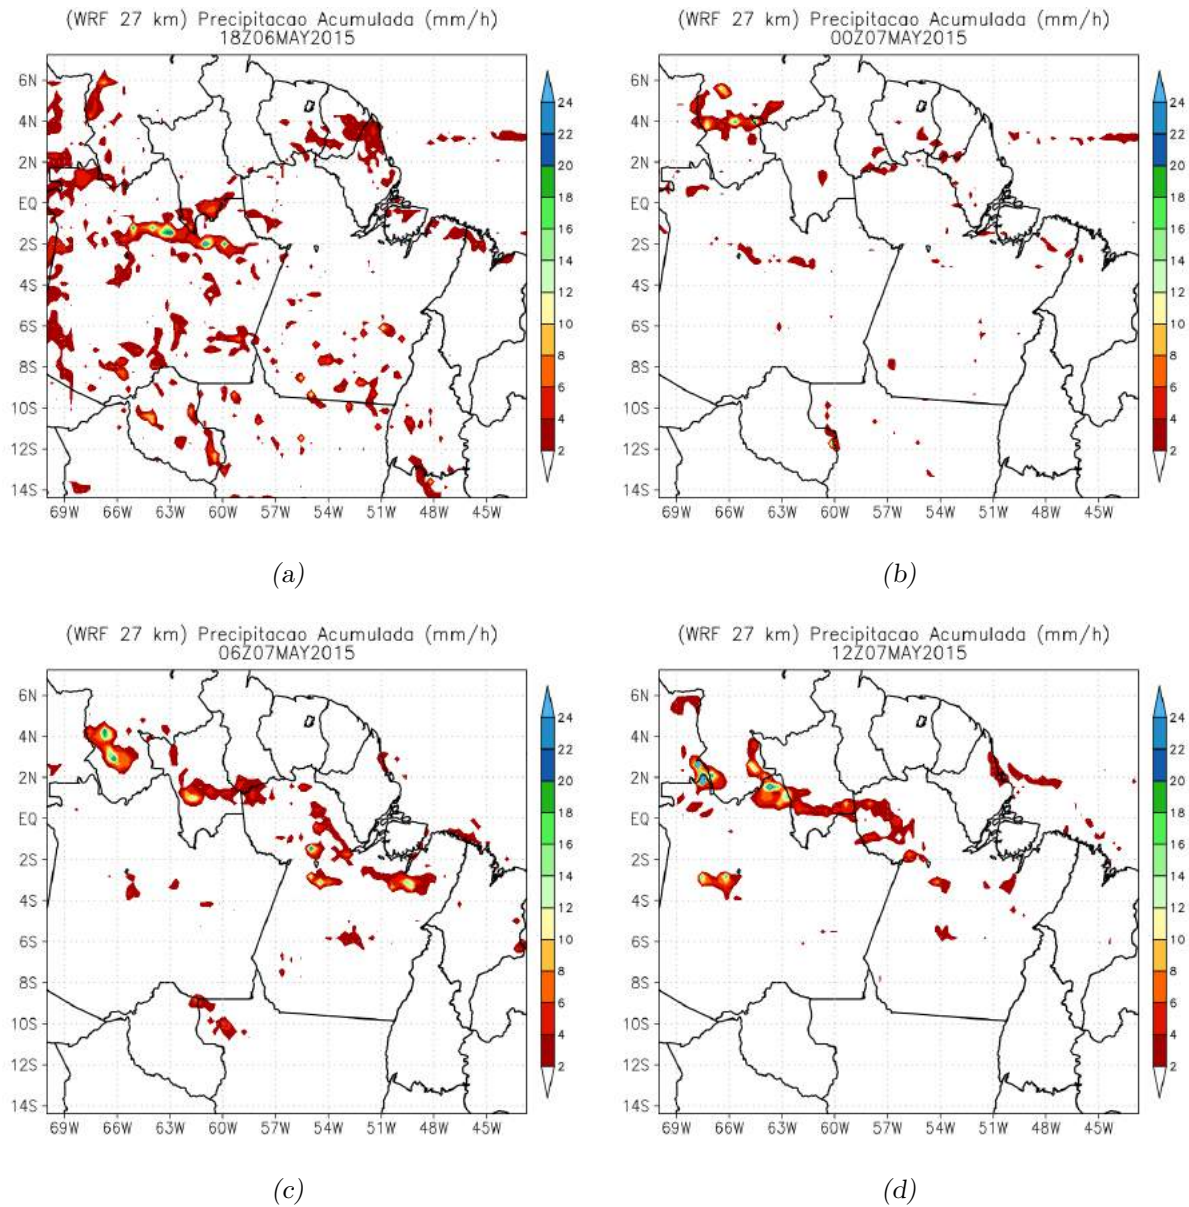 (WRF 27 km) Precipitacao Acumulada (mm/h)
18Z06MAY2015
6N
4N
2N
EQ
2S
4S
6S
8S
10S
12S
14S
69W 66W 63W 60W 57W 54W 51W 48W 45W
24
22
20
18
16
14
12
10
8
6
4
2
(a)
(WRF 27 km) Precipitacao Acumulada (mm/h)
00Z07MAY2015
6N
4N
2N
EQ
2S
4S
6S
8S
10S
12S
14S
69W 66W 63W 60W 57W 54W 51W 48W 45W
24
22
20
18
16
14
12
10
8
6
4
2
(b)
(WRF 27 km) Precipitacao Acumulada (mm/h)
06Z07MAY2015
6N
4N
2N
EQ
2S
4S
6S
8S
10S
12S
14S
69W 66W 63W 60W 57W 54W 51W 48W 45W
24
22
20
18
16
14
12
10
8
6
4
2
(c)
(WRF 27 km) Precipitacao Acumulada (mm/h)
12Z07MAY2015
6N
4N
2N
EQ
2S
4S
6S
8S
10S
12S
14S
69W 66W 63W 60W 57W 54W 51W 48W 45W
24
22
20
18
16
14
12
10
8
6
4
2
(d)